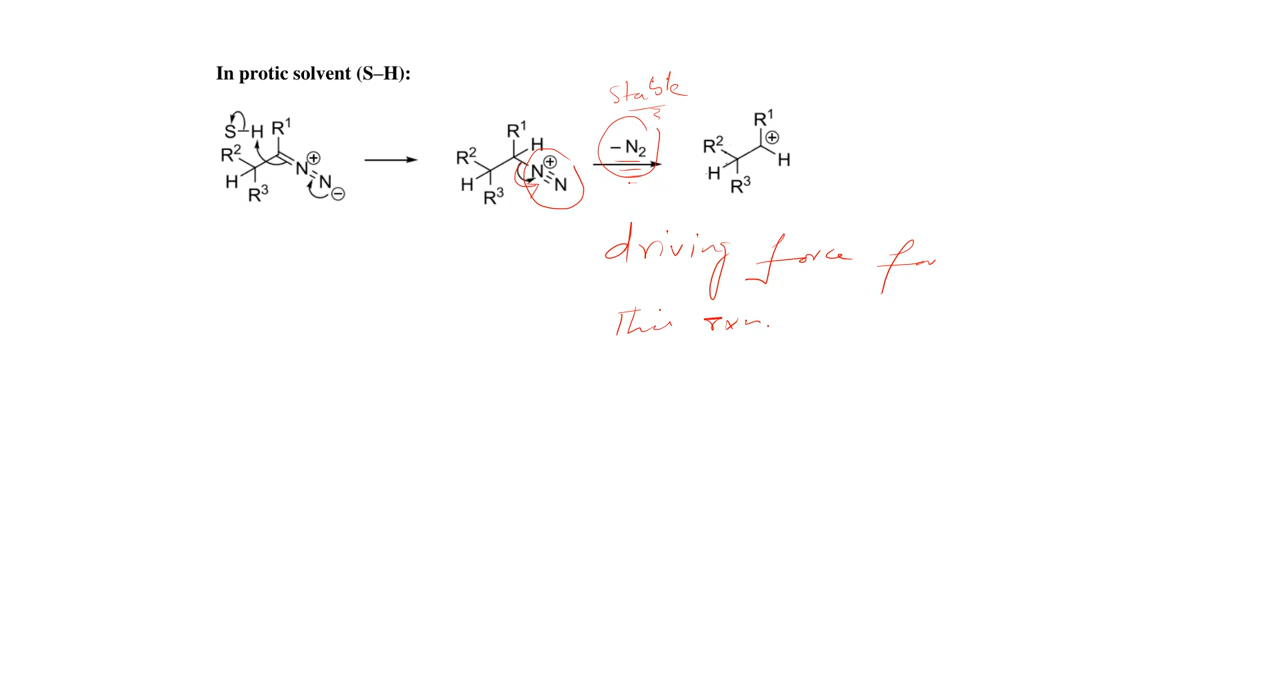 In protic solvent (S–H):
stable
S–H R¹
R²
H
R³
N⊕
N⊖
R¹
R²
H
H
R³
N⊕
N
– N₂
R¹
R²
⊕
H
H
R³
driving force for
This rxn.